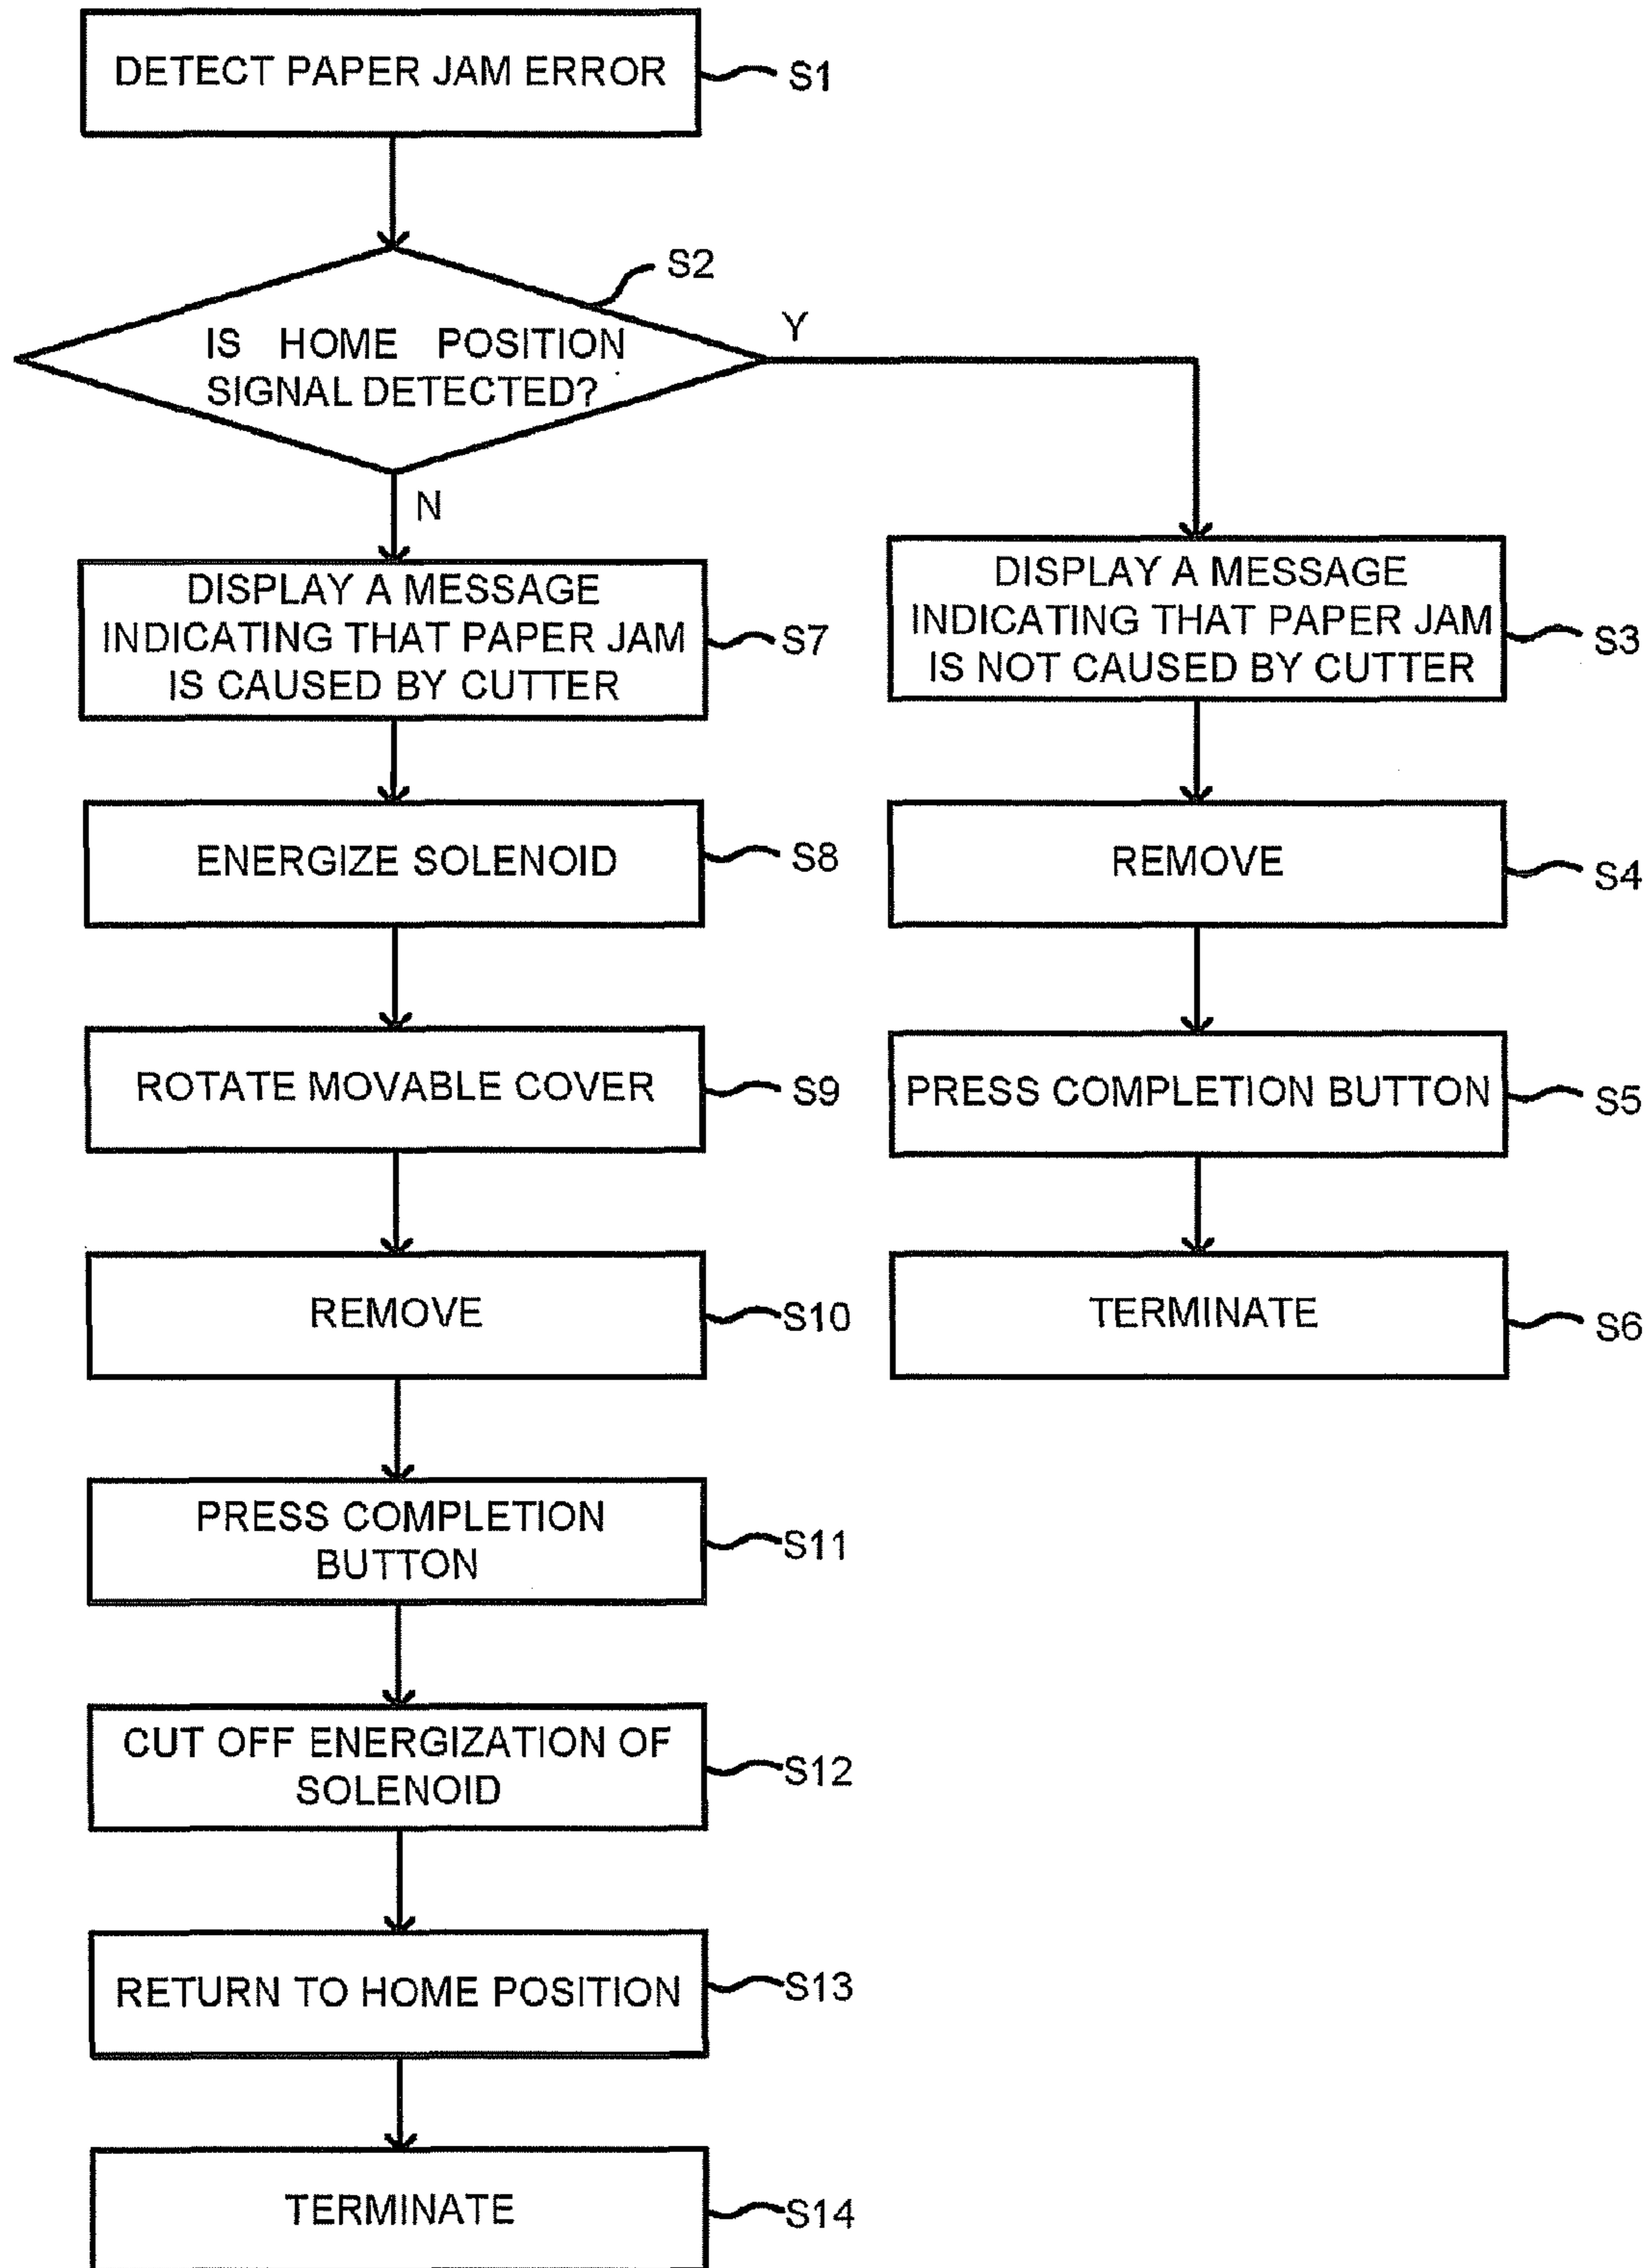 DETECT PAPER JAM ERROR
S1
S2
IS HOME POSITION
SIGNAL DETECTED?
Y
N
DISPLAY A MESSAGE
INDICATING THAT PAPER JAM
IS CAUSED BY CUTTER
S7
DISPLAY A MESSAGE
INDICATING THAT PAPER JAM
IS NOT CAUSED BY CUTTER
S3
ENERGIZE SOLENOID
S8
REMOVE
S4
ROTATE MOVABLE COVER
S9
PRESS COMPLETION BUTTON
S5
REMOVE
S10
TERMINATE
S6
PRESS COMPLETION
BUTTON
S11
CUT OFF ENERGIZATION OF
SOLENOID
S12
RETURN TO HOME POSITION
S13
TERMINATE
S14